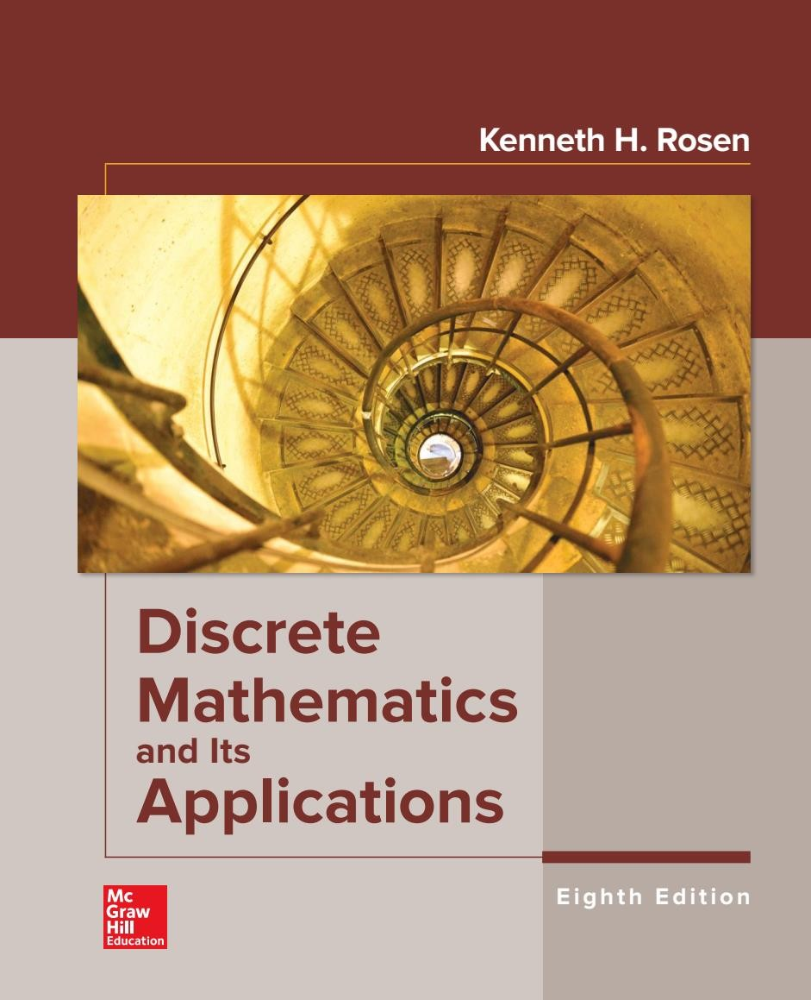 Kenneth H. Rosen
Discrete
Mathematics
and Its
Applications
Eighth Edition
Mc
Graw
Hill
Education